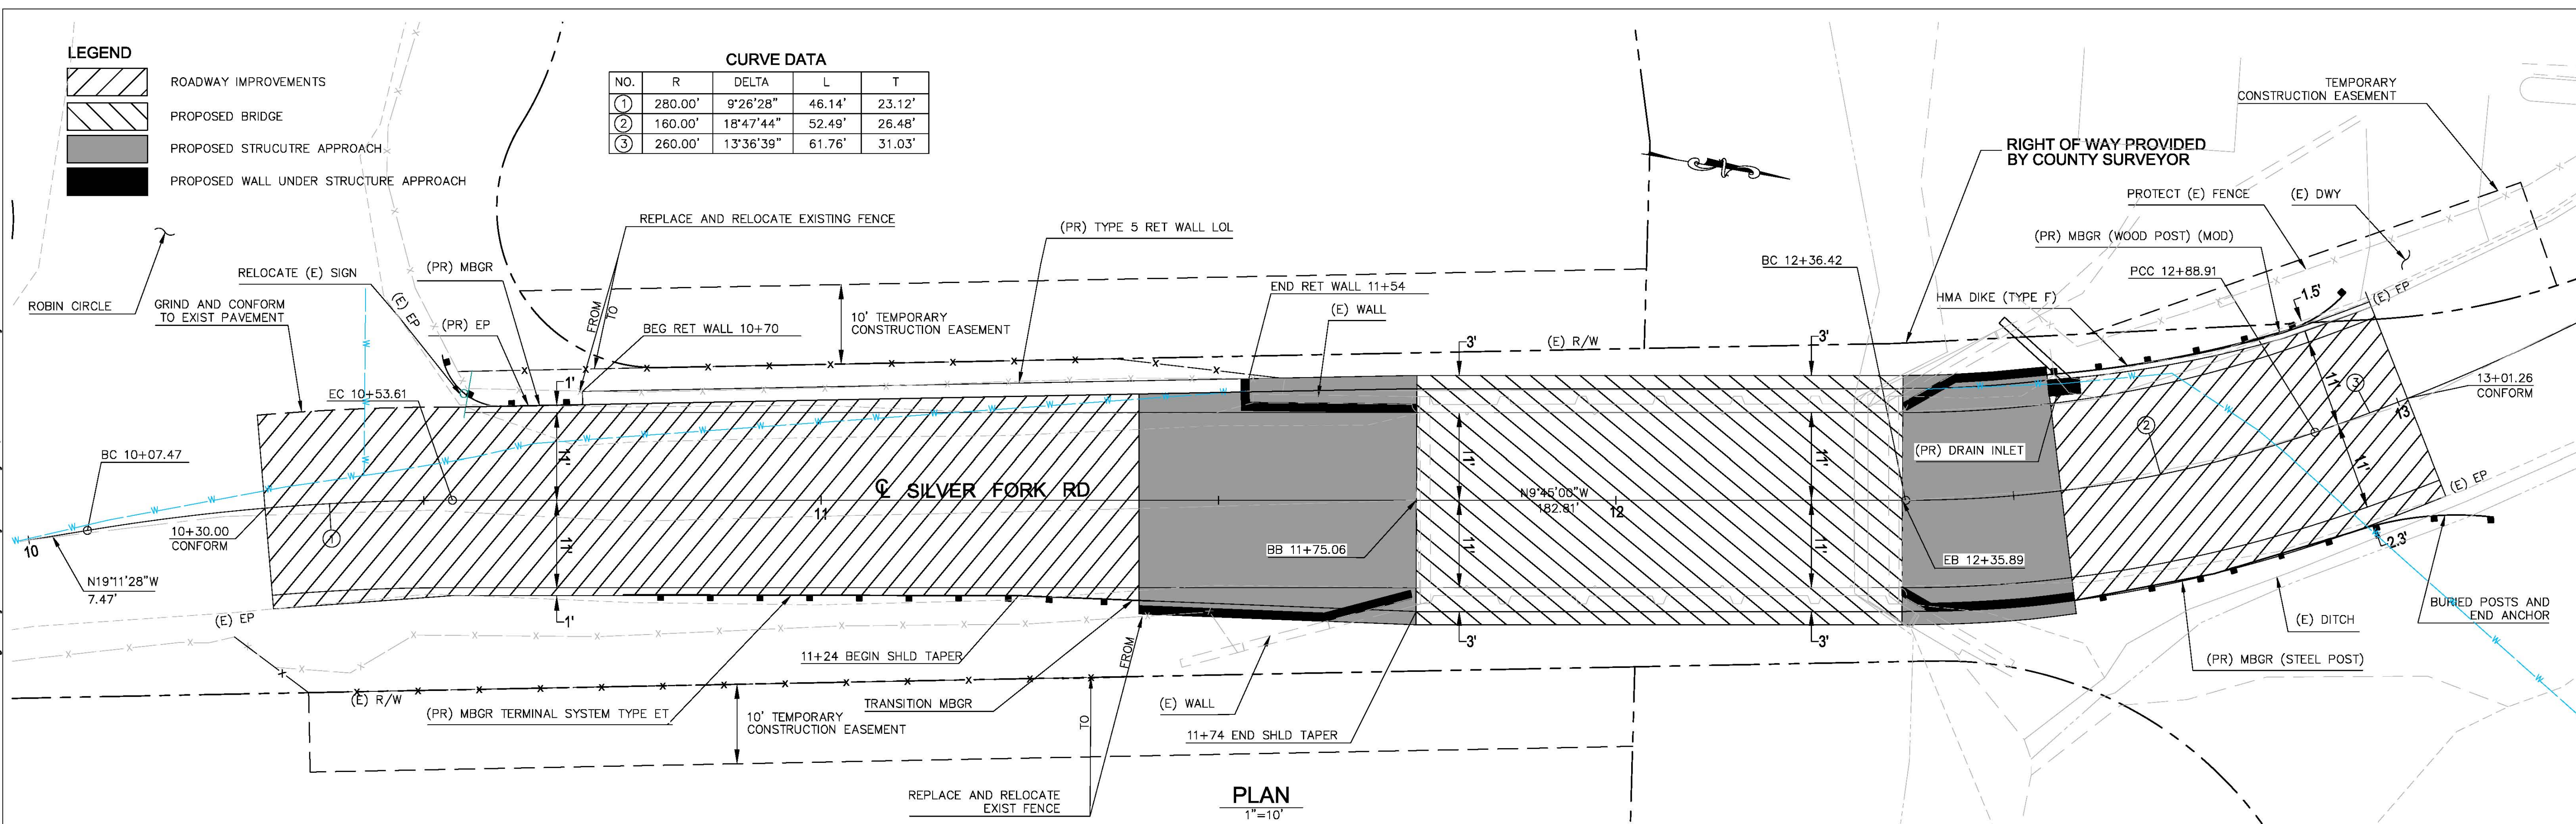 LEGEND
ROADWAY IMPROVEMENTS
PROPOSED BRIDGE
PROPOSED STRUCUTRE APPROACH
PROPOSED WALL UNDER STRUCTURE APPROACH
CURVE DATA
NO. R DELTA L T
1 280.00' 9°26'28" 46.14' 23.12'
2 160.00' 18°47'44" 52.49' 26.48'
3 260.00' 13°36'39" 61.76' 31.03'
TEMPORARY
CONSTRUCTION EASEMENT
RIGHT OF WAY PROVIDED
BY COUNTY SURVEYOR
PROTECT (E) FENCE
(E) DWY
(PR) MBGR (WOOD POST) (MOD)
PCC 12+88.91
BC 12+36.42
HMA DIKE (TYPE F)
1.5'
(E) EP
REPLACE AND RELOCATE EXISTING FENCE
(PR) TYPE 5 RET WALL LOL
RELOCATE (E) SIGN
(PR) MBGR
ROBIN CIRCLE
GRIND AND CONFORM
TO EXIST PAVEMENT
(E) EP
(PR) EP
FROM
TO
BEG RET WALL 10+70
10' TEMPORARY
CONSTRUCTION EASEMENT
END RET WALL 11+54
(E) WALL
3'
(E) R/W
3'
EC 10+53.61
1'
BC 10+07.47
11'
11'
11'
11'
(PR) DRAIN INLET
2
3
13
13+01.26
CONFORM
℄ SILVER FORK RD
N9°45'00"W
182.81'
10
11
12
10+30.00
CONFORM
1
11'
11'
11'
11'
BB 11+75.06
EB 12+35.89
(E) EP
N19°11'28"W
7.47'
2.3'
(E) EP
1'
3'
3'
BURIED POSTS AND
END ANCHOR
(E) DITCH
(PR) MBGR (STEEL POST)
11+24 BEGIN SHLD TAPER
FROM
(E) R/W
(PR) MBGR TERMINAL SYSTEM TYPE ET
10' TEMPORARY
CONSTRUCTION EASEMENT
TRANSITION MBGR
TO
(E) WALL
11+74 END SHLD TAPER
REPLACE AND RELOCATE
EXIST FENCE
PLAN
1"=10'